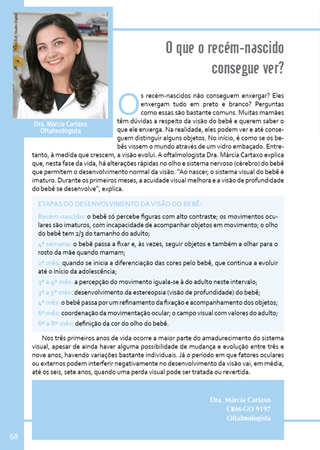 O que o recém-nascido
consegue ver?
Dra. Márcia Cartaxo
Oftalmologista
Os recém-nascidos não conseguem enxergar? Eles
enxergam tudo em preto e branco? Perguntas
como essas são bastante comuns. Muitas mamães
têm dúvidas a respeito da visão do bebê e querem saber o
que ele enxerga. Na realidade, eles podem ver e até conse-
guem distinguir alguns objetos. No início, é como se os be-
bês vissem o mundo através de um vidro embaçado. Entre-
tanto, à medida que crescem, a visão evolui. A oftalmologista Dra. Márcia Cartaxo explica
que, nesta fase da vida, há alterações rápidas no olho e sistema nervoso (cérebro) do bebê
que permitem o desenvolvimento normal da visão. "Ao nascer, o sistema visual do bebê é
imaturo. Durante os primeiros meses, a acuidade visual melhora e a visão de profundidade
do bebê se desenvolve", explica.
ETAPAS DO DESENVOLVIMENTO DA VISÃO DO BEBÊ:
Recém-nascido: o bebê só percebe figuras com alto contraste; os movimentos ocu-
lares são imaturos, com incapacidade de acompanhar objetos em movimento; o olho
do bebê tem 2/3 do tamanho do adulto;
4ª semana: o bebê passa a fixar e, às vezes, seguir objetos e também a olhar para o
rosto da mãe quando mamam;
2º mês: quando se inicia a diferenciação das cores pelo bebê, que continua a evoluir
até o início da adolescência;
3º a 4º mês: a percepção do movimento iguala-se à do adulto neste intervalo;
3º a 5º mês: desenvolvimento da estereopsia (visão de profundidade) do bebê;
4º mês: o bebê passa por um refinamento da fixação e acompanhamento dos objetos;
6º mês: coordenação da movimentação ocular; o campo visual com valores do adulto;
6º a 8º mês: definição da cor do olho do bebê.
Nos três primeiros anos de vida ocorre a maior parte do amadurecimento do sistema
visual, apesar de ainda haver alguma possibilidade de mudança e evolução entre três e
nove anos, havendo variações bastante individuais. Já o período em que fatores oculares
ou externos podem interferir negativamente no desenvolvimento da visão vai, em média,
até os seis, sete anos, quando uma perda visual pode ser tratada ou revertida.
Dra. Márcia Cartaxo
CRM-GO 9197
Oftalmologista
68